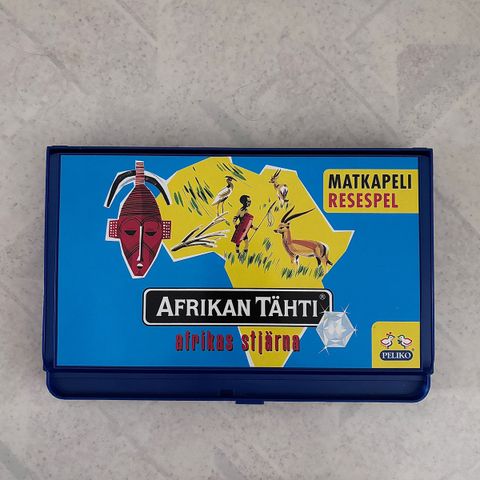 MATKAPELI
RESESPEL
AFRIKAN TÄHTI®
afrikas stjärna
PELIKO